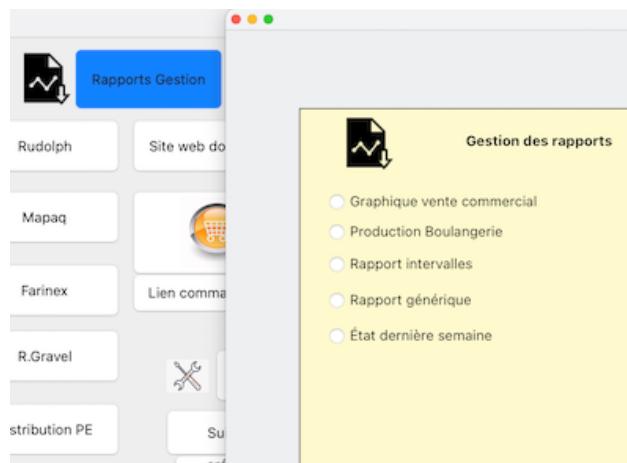 Rapports Gestion
Rudolph
Site web do
Mapaq
Farinex
Lien comma
R.Gravel
stribution PE
Su
Gestion des rapports
Graphique vente commercial
Production Boulangerie
Rapport intervalles
Rapport générique
État dernière semaine